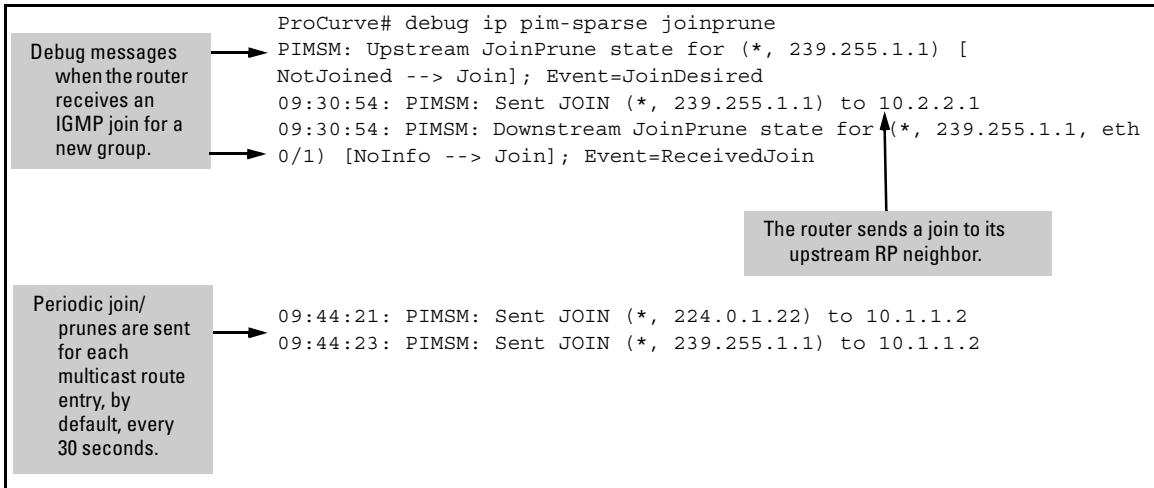 ProCurve# debug ip pim-sparse joinprune
Debug messages
when the router
receives an
IGMP join for a
new group.
PIMSM: Upstream JoinPrune state for (*, 239.255.1.1) [
NotJoined --> Join]; Event=JoinDesired
09:30:54: PIMSM: Sent JOIN (*, 239.255.1.1) to 10.2.2.1
09:30:54: PIMSM: Downstream JoinPrune state for (*, 239.255.1.1, eth
0/1) [NoInfo --> Join]; Event=ReceivedJoin
The router sends a join to its
upstream RP neighbor.
Periodic join/
prunes are sent
for each
multicast route
entry, by
default, every
30 seconds.
09:44:21: PIMSM: Sent JOIN (*, 224.0.1.22) to 10.1.1.2
09:44:23: PIMSM: Sent JOIN (*, 239.255.1.1) to 10.1.1.2